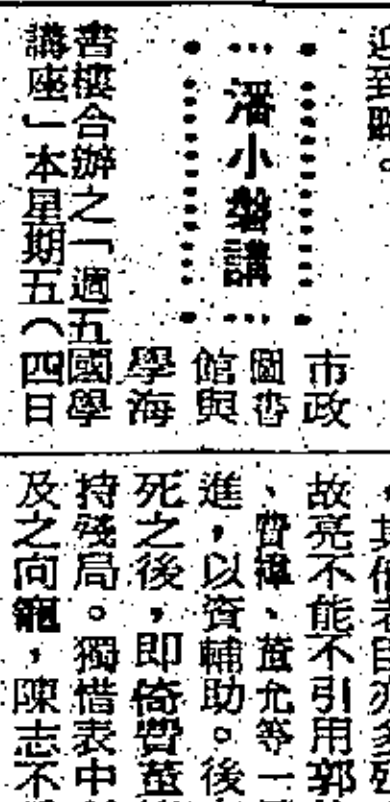 迎到臨。
潘小磐講
市政
圖書
館與
學海
書樓合辦之「週五國學
講座」本星期五（四日
故亮不能不引用郭
、費禕、董允等一
進，以資輔助。後
死之後，即倚費董
持殘局。獨惜表中
及之向寵，陳志不